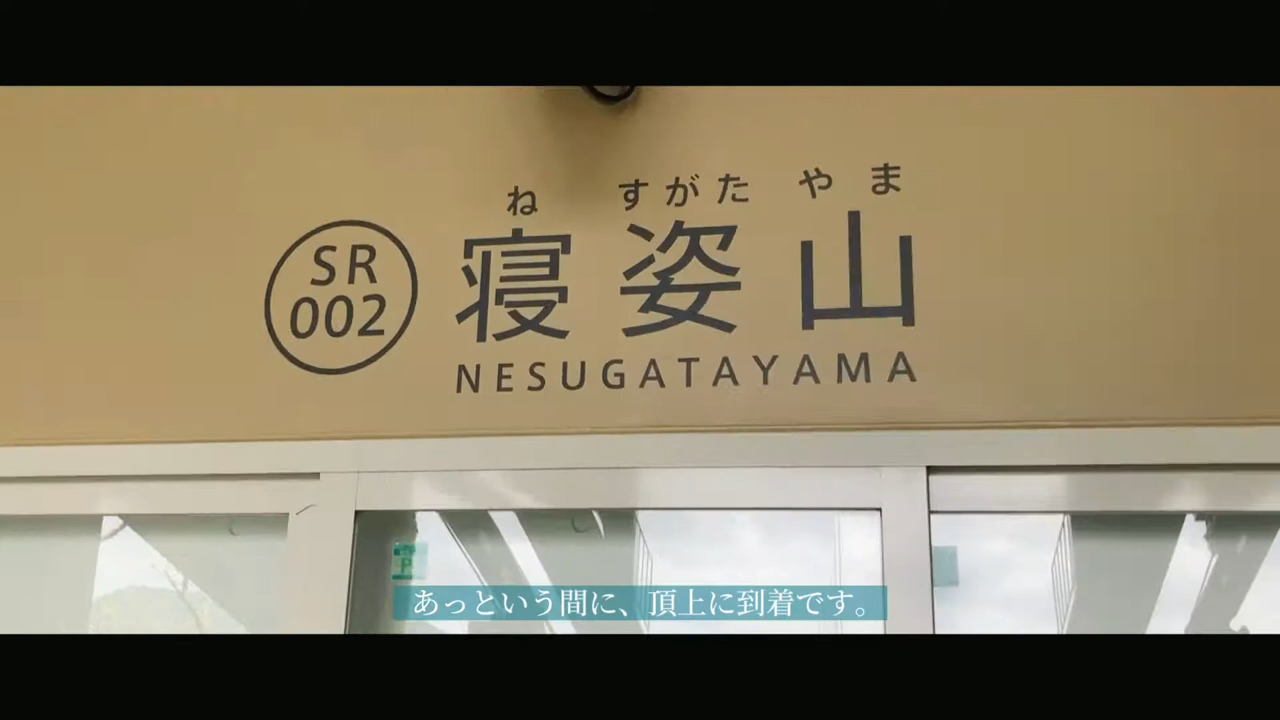 ね すがた やま
SR
002
寝姿山
NESUGATAYAMA
P
あっという間に、頂上に到着です。